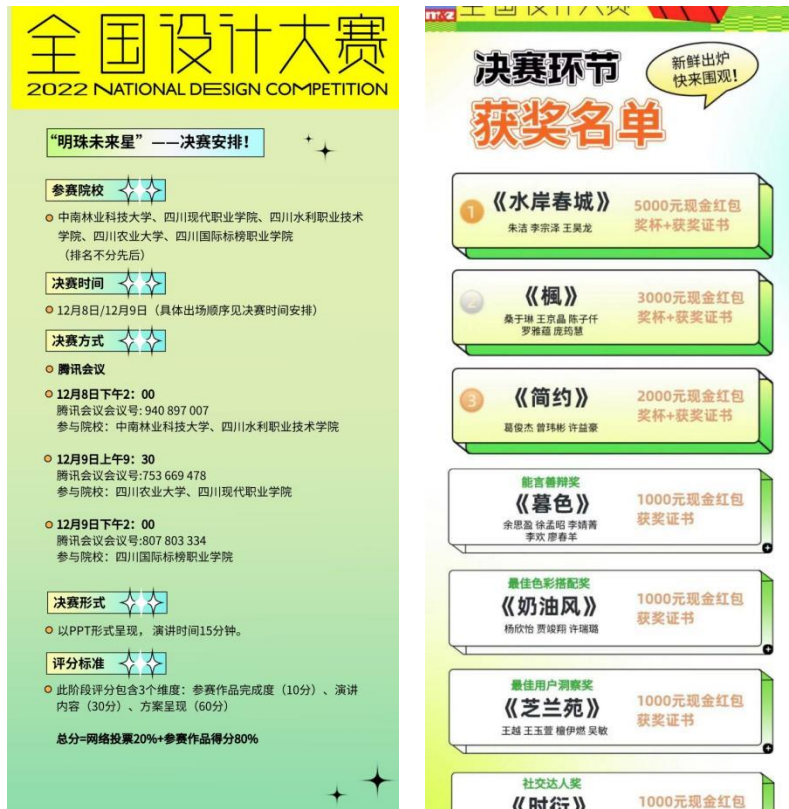 全国设计大赛
2022 NATIONAL DESIGN COMPETITION
“明珠未来星”——决赛安排！
参赛院校
中南林业科技大学、四川现代职业学院、四川水利职业技术
学院、四川农业大学、四川国际标榜职业学院
（排名不分先后）
决赛时间
12月8日/12月9日（具体出场顺序见决赛时间安排）
决赛方式
腾讯会议
12月8日下午2：00
腾讯会议会议号: 940 897 007
参与院校：中南林业科技大学、四川水利职业技术学院
12月9日上午9：30
腾讯会议会议号:753 669 478
参与院校：四川农业大学、四川现代职业学院
12月9日下午2：00
腾讯会议会议号:807 803 334
参与院校：四川国际标榜职业学院
决赛形式
以PPT形式呈现， 演讲时间15分钟。
评分标准
此阶段评分包含3个维度：参赛作品完成度（10分）、演讲
内容（30分）、方案呈现（60分）
总分=网络投票20%+参赛作品得分80%
决赛环节
新鲜出炉
快来围观！
获奖名单
1
《水岸春城》
朱洁 李宗泽 王昊龙
5000元现金红包
奖杯+获奖证书
2
《楓》
桑于琳 王京晶 陈子仟
罗雅蕴 庞筠慧
3000元现金红包
奖杯+获奖证书
3
《简约》
葛俊杰 曾玮彬 许益豪
2000元现金红包
奖杯+获奖证书
能言善辩奖
《暮色》
余思盈 徐孟昭 李婧菁
李欢 廖春羊
1000元现金红包
获奖证书
最佳色彩搭配奖
《奶油风》
杨欣怡 贾竣翔 许瑞璐
1000元现金红包
获奖证书
最佳用户洞察奖
《芝兰苑》
王越 王玉萱 檀伊燃 吴敏
1000元现金红包
获奖证书
社交达人奖
《时衍》
1000元现金红包